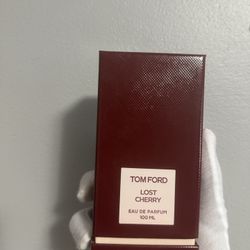 TOM FORD
LOST
CHERRY
EAU DE PARFUM
100 ML